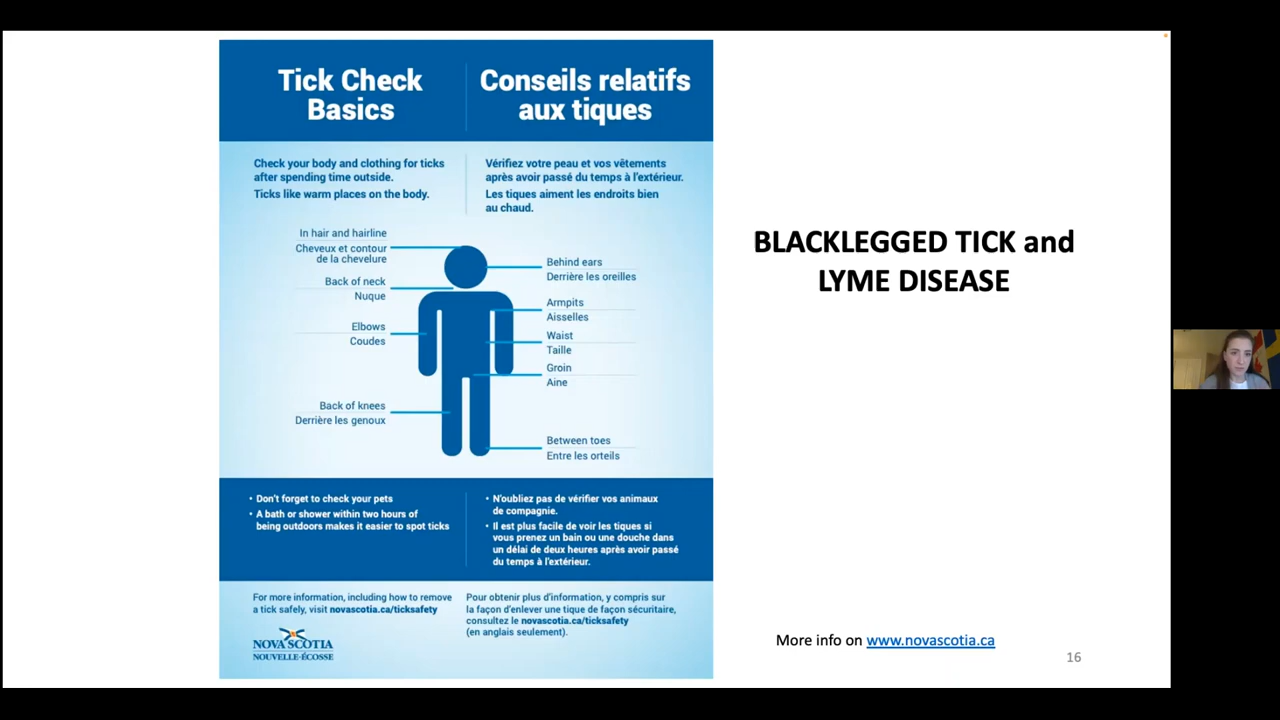 Tick Check
Basics
Conseils relatifs
aux tiques
Check your body and clothing for ticks
after spending time outside.
Ticks like warm places on the body.
Vérifiez votre peau et vos vêtements
après avoir passé du temps à l'extérieur.
Les tiques aiment les endroits bien
au chaud.
In hair and hairline
Cheveux et contour
de la chevelure
Back of neck
Nuque
Elbows
Coudes
Back of knees
Derrière les genoux
Behind ears
Derrière les oreilles
Armpits
Aisselles
Waist
Taille
Groin
Aine
Between toes
Entre les orteils
• Don't forget to check your pets
• A bath or shower within two hours of
being outdoors makes it easier to spot ticks
• N'oubliez pas de vérifier vos animaux
de compagnie.
• Il est plus facile de voir les tiques si
vous prenez un bain ou une douche dans
un délai de deux heures après avoir passé
du temps à l'extérieur.
For more information, including how to remove
a tick safely, visit novascotia.ca/ticksafety
Pour obtenir plus d'information, y compris sur
la façon d'enlever une tique de façon sécuritaire,
consultez le novascotia.ca/ticksafety
(en anglais seulement).
NOVA SCOTIA
NOUVELLE-ÉCOSSE
BLACKLEGGED TICK and
LYME DISEASE
More info on www.novascotia.ca
16